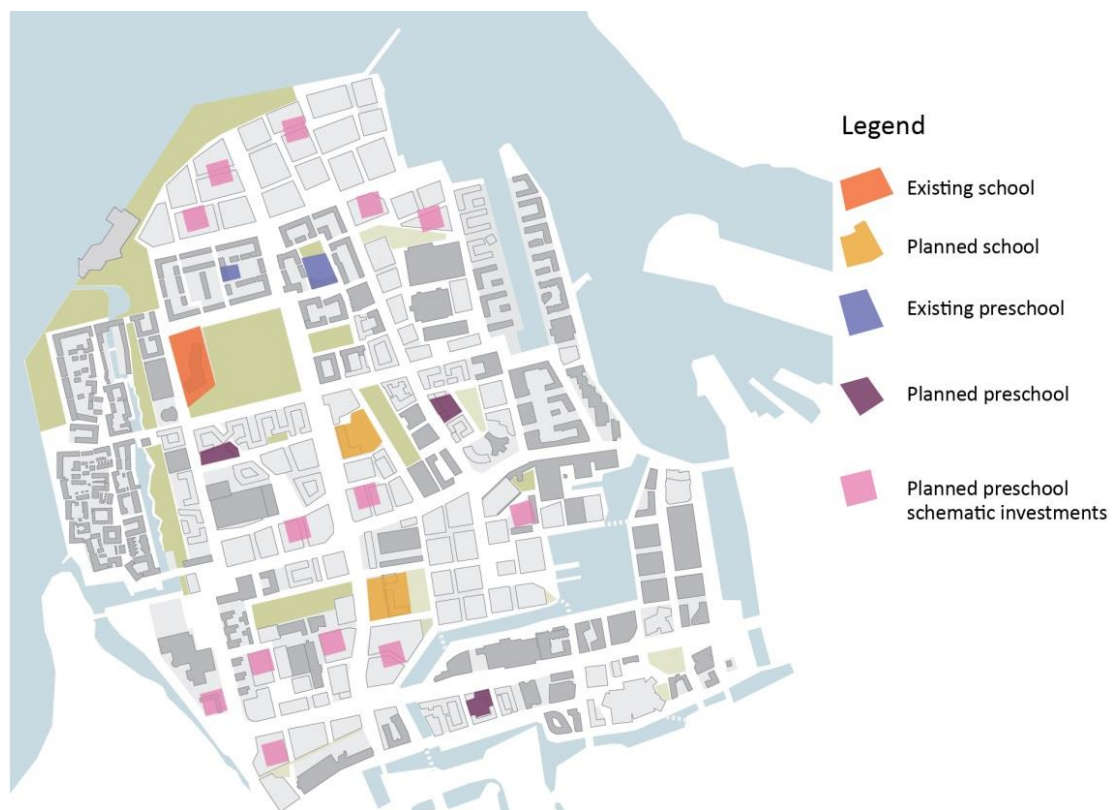 Legend
Existing school
Planned school
Existing preschool
Planned preschool
Planned preschool
schematic investments